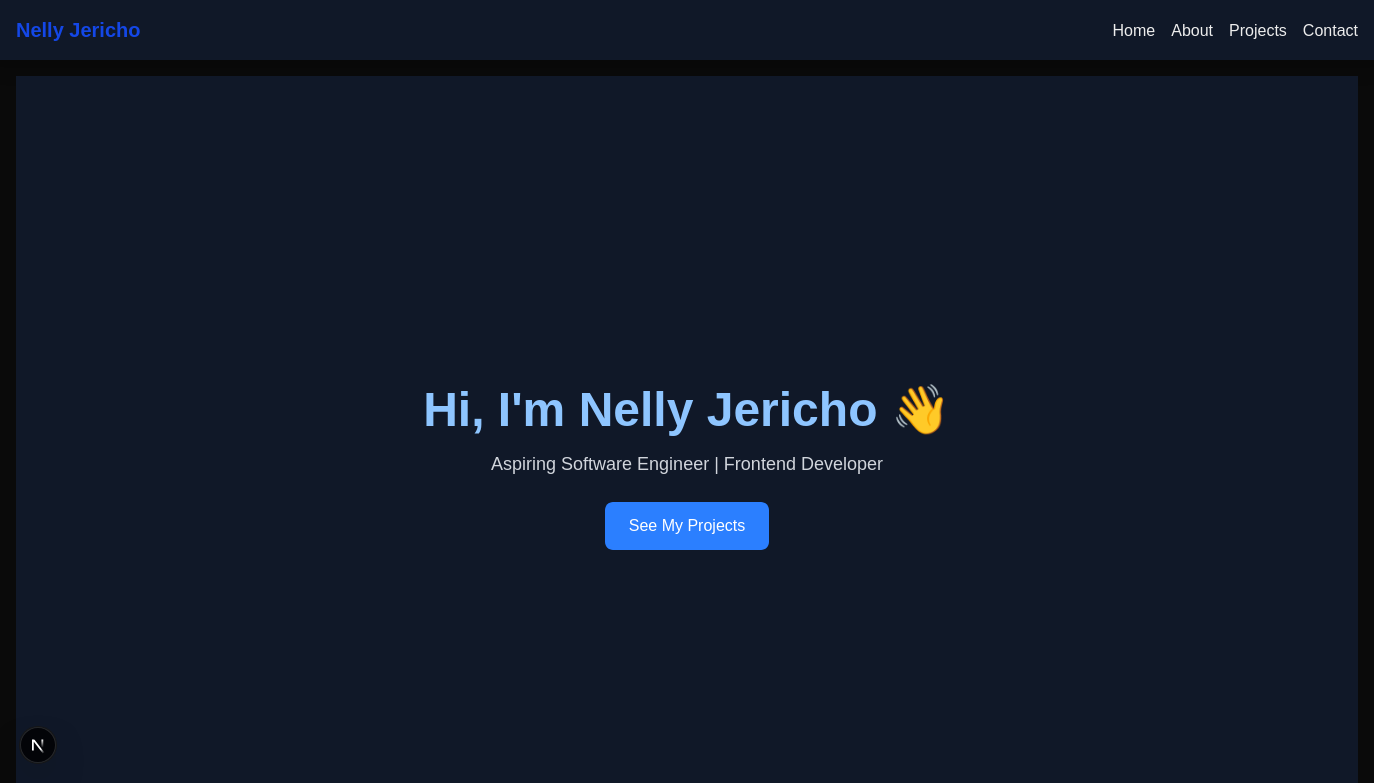 Nelly Jericho
Home About Projects Contact
Hi, I'm Nelly Jericho 👋
Aspiring Software Engineer | Frontend Developer
See My Projects
N